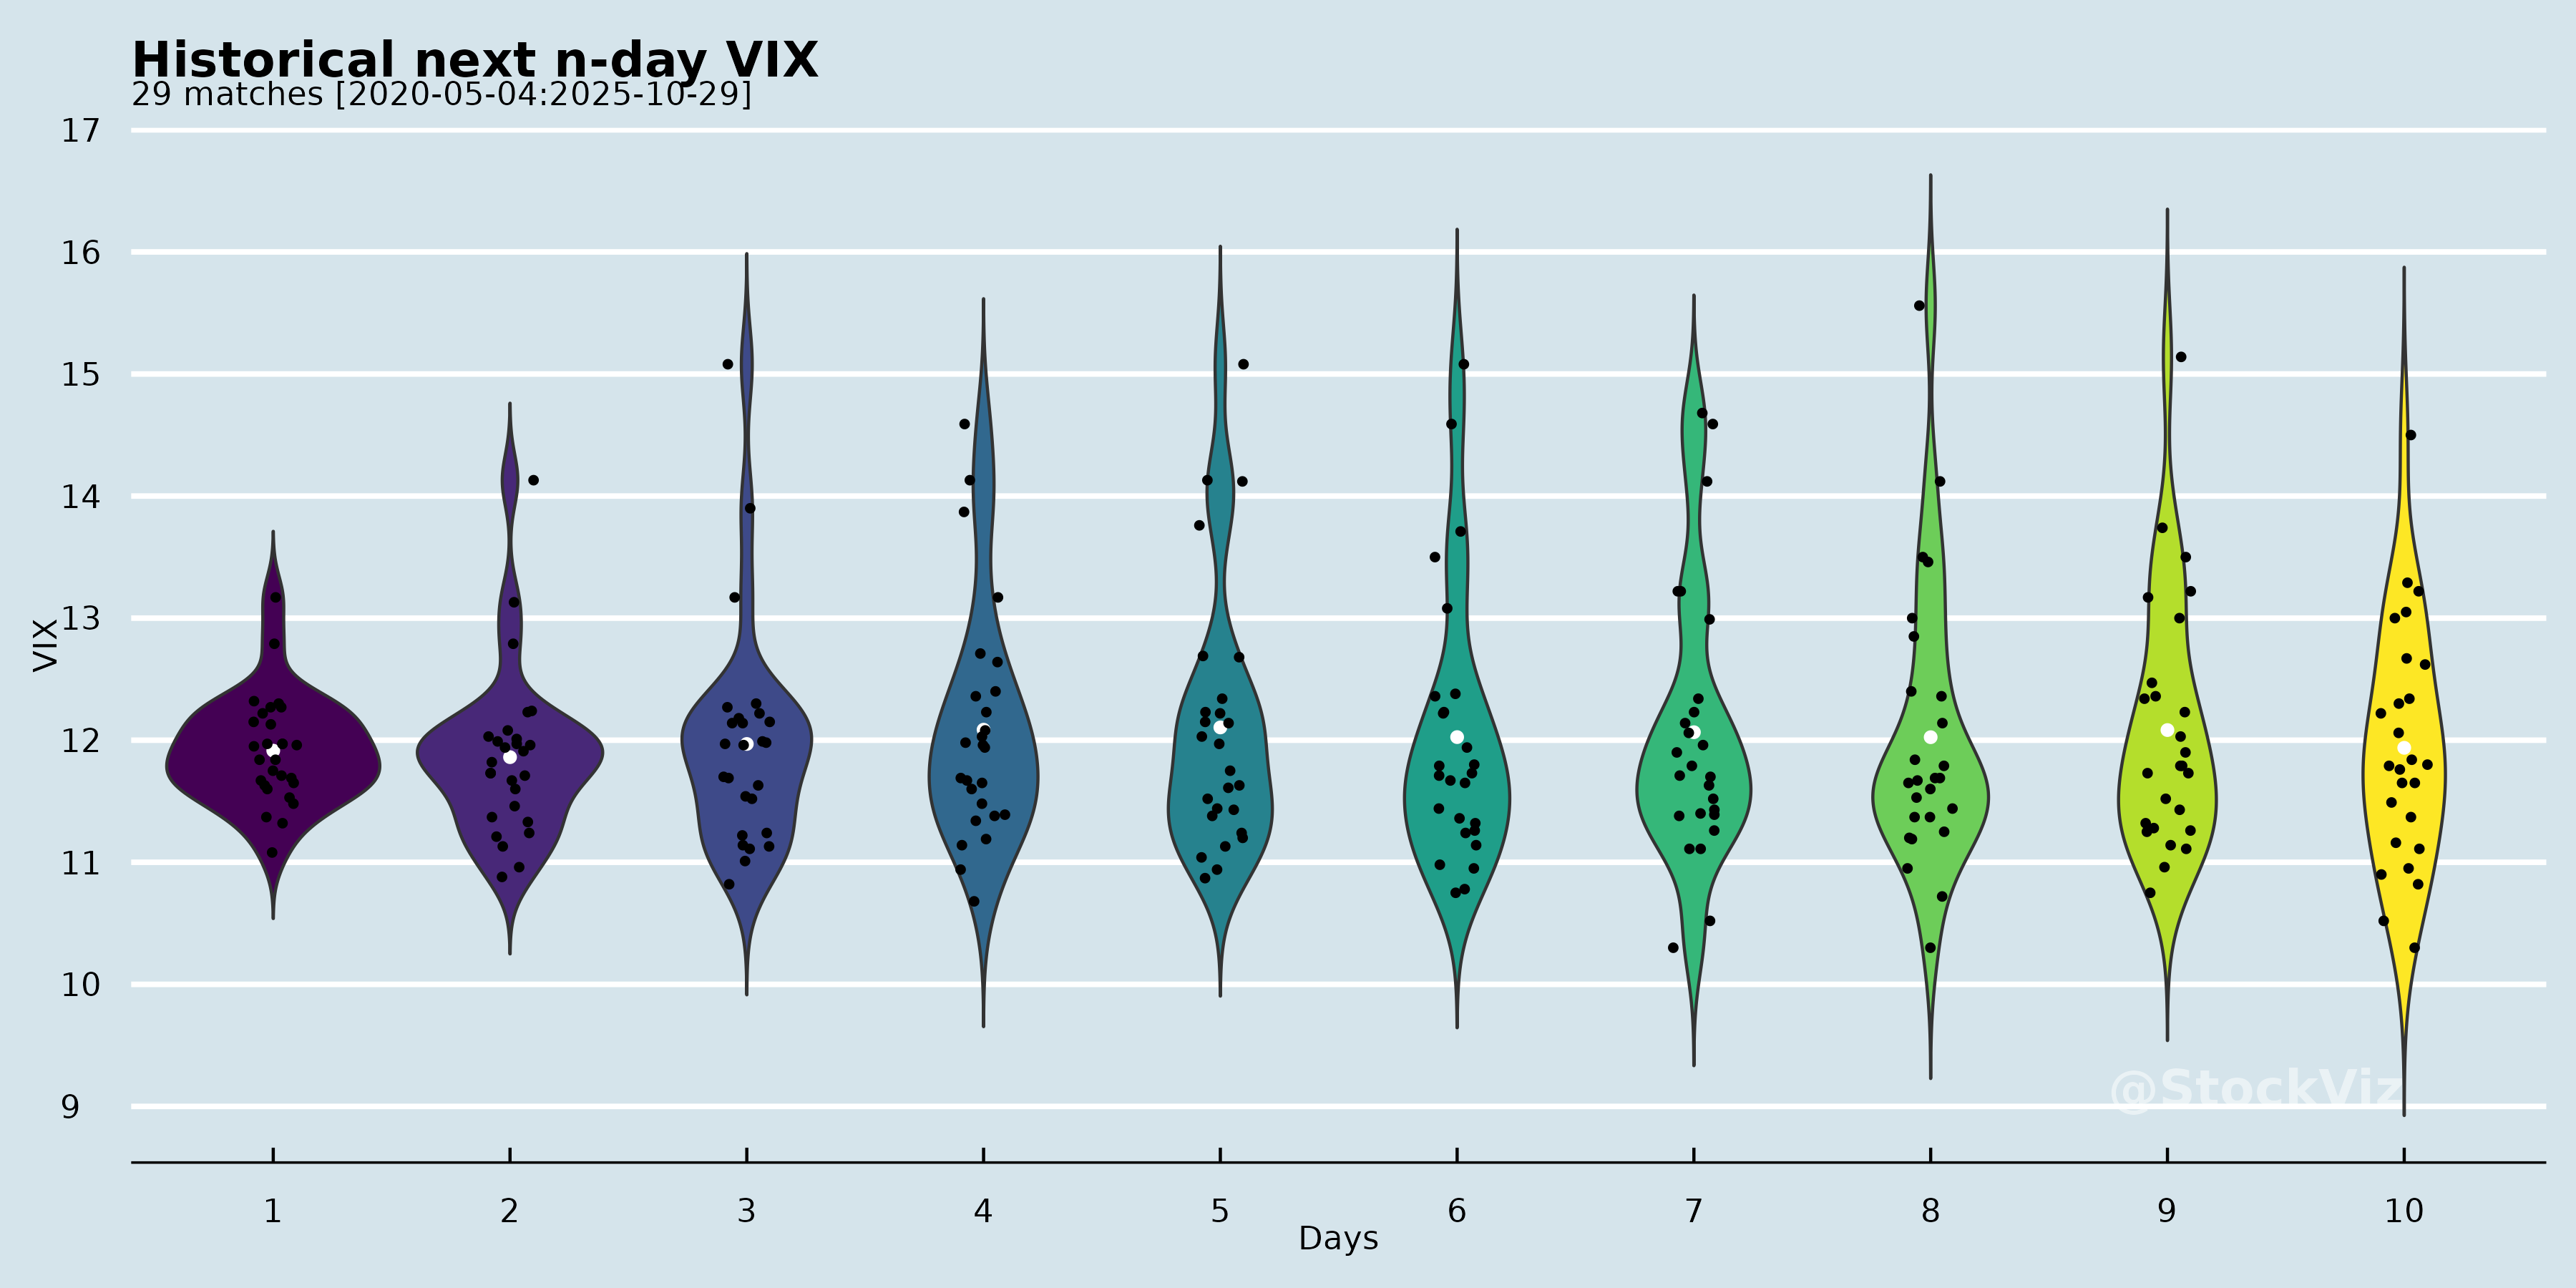 Historical next n-day VIX
29 matches [2020-05-04:2025-10-29]
17
16
15
14
13
12
11
10
9
VIX
@StockViz
1 2 3 4 5 6 7 8 9 10
Days